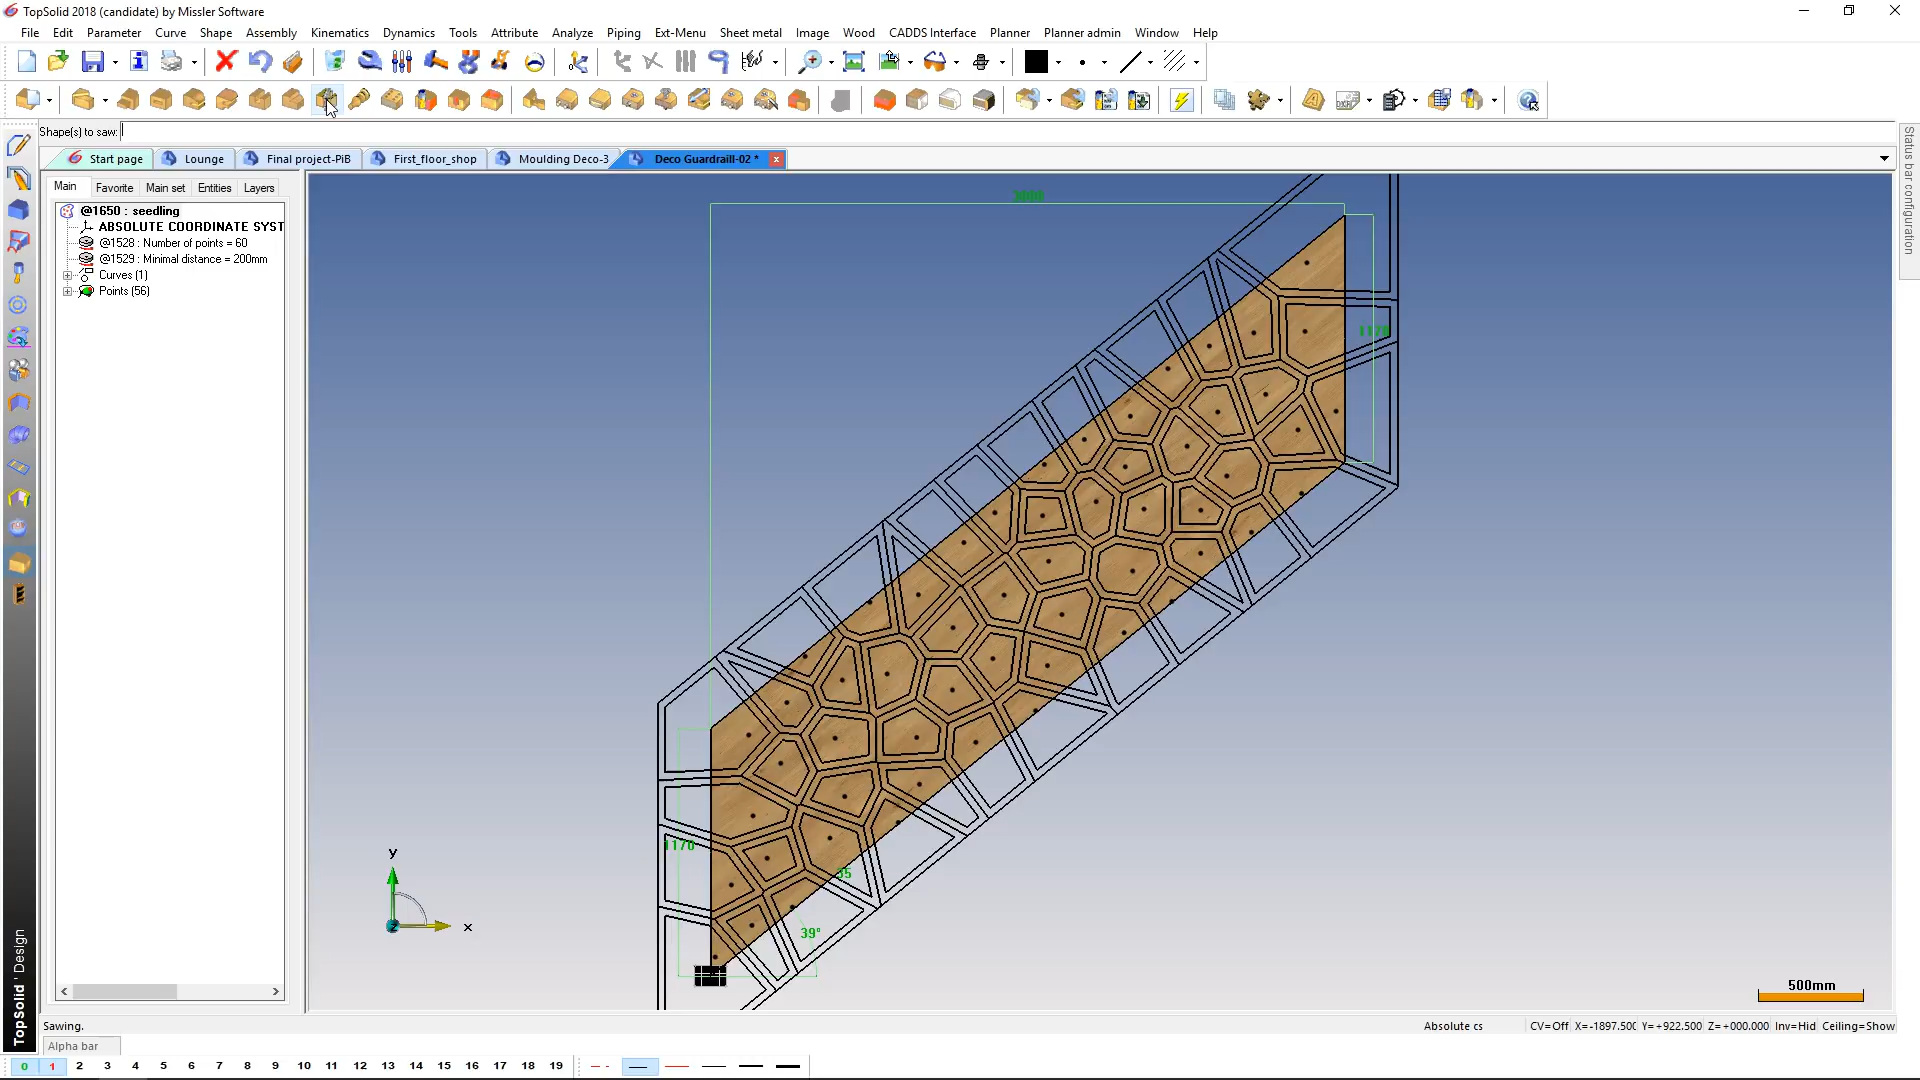 TopSolid 2018 (candidate) by Missler Software
File Edit Parameter Curve Shape Assembly Kinematics Dynamics Tools Attribute Analyze Piping Ext-Menu Sheet metal Image Wood CADDS Interface Planner Planner admin Window Help
Shape(s) to saw:
Start page Lounge Final project-PiB First_floor_shop Moulding Deco-3 Deco Guardraill-02 * x
Main Favorite Main set Entities Layers
@1650 : seedling
ABSOLUTE COORDINATE SYST
@1528 : Number of points = 60
@1529 : Minimal distance = 200mm
Curves (1)
Points (56)
Status bar configuration
3000
1170
1170
39°
y
x
500mm
TopSolid ' Design
Sawing.
Absolute cs CV=Off X=-1897.500 Y=+922.500 Z=+000.000 Inv=Hid Ceiling=Show
Alpha bar
0 1 2 3 4 5 6 7 8 9 10 11 12 13 14 15 16 17 18 19